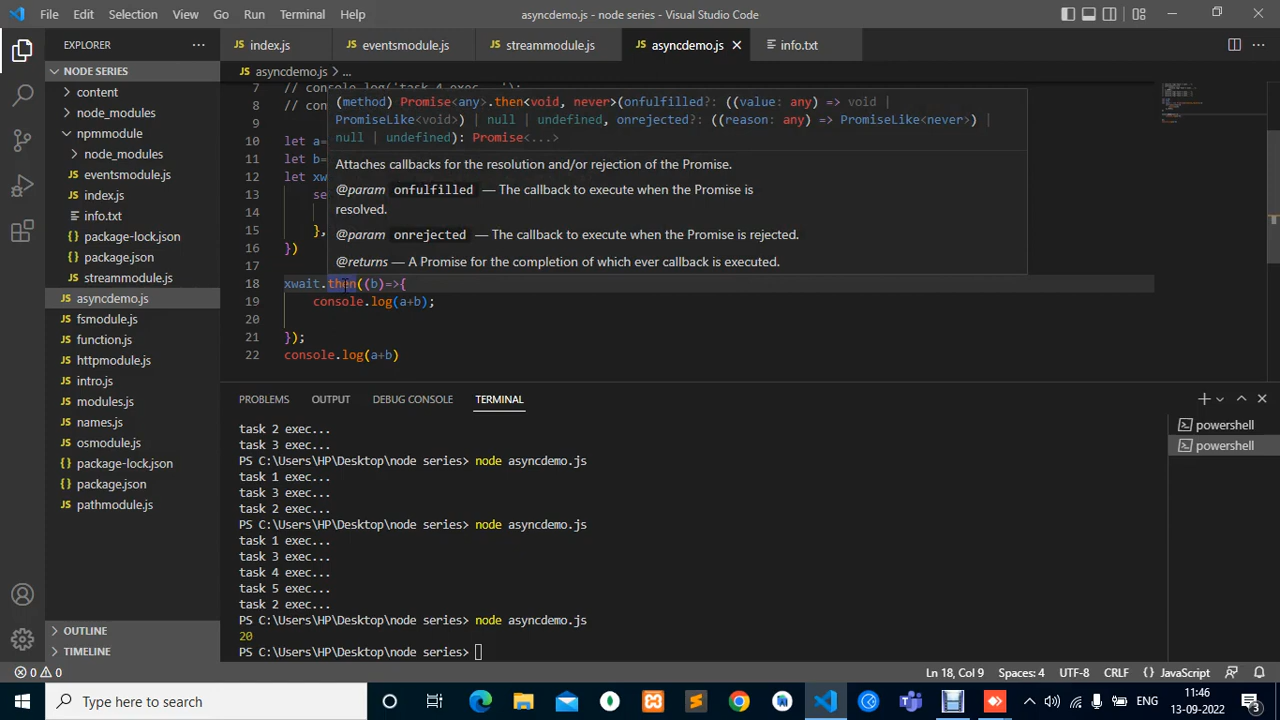 File Edit Selection View Go Run Terminal Help asyncdemo.js - node series - Visual Studio Code
EXPLORER
index.js eventsmodule.js streammodule.js asyncdemo.js info.txt
NODE SERIES
asyncdemo.js > ...
content
node_modules
npmmodule
node_modules
eventsmodule.js
index.js
info.txt
package-lock.json
package.json
streammodule.js
asyncdemo.js
fsmodule.js
function.js
httpmodule.js
intro.js
modules.js
names.js
osmodule.js
package-lock.json
package.json
pathmodule.js
OUTLINE
TIMELINE
7 // console.log('task 4 exec...');
8 // con
9
10 let a=
11 let b=
12 let xw
13 se
14
15 },
16 })
17
18 xwait.then((b)=>{
19 console.log(a+b);
20
21 });
22 console.log(a+b)
(method) Promise<any>.then<void, never>(onfulfilled?: ((value: any) => void |
PromiseLike<void>) | null | undefined, onrejected?: ((reason: any) => PromiseLike<never>) |
null | undefined): Promise<...>
Attaches callbacks for the resolution and/or rejection of the Promise.
@param onfulfilled — The callback to execute when the Promise is
resolved.
@param onrejected — The callback to execute when the Promise is rejected.
@returns — A Promise for the completion of which ever callback is executed.
PROBLEMS OUTPUT DEBUG CONSOLE TERMINAL
task 2 exec...
task 3 exec...
PS C:\Users\HP\Desktop\node series> node asyncdemo.js
task 1 exec...
task 3 exec...
task 2 exec...
PS C:\Users\HP\Desktop\node series> node asyncdemo.js
task 1 exec...
task 3 exec...
task 4 exec...
task 5 exec...
task 2 exec...
PS C:\Users\HP\Desktop\node series> node asyncdemo.js
20
PS C:\Users\HP\Desktop\node series>
powershell
powershell
0 0 Ln 18, Col 9 Spaces: 4 UTF-8 CRLF {} JavaScript
Type here to search
ENG
11:46
13-09-2022
3